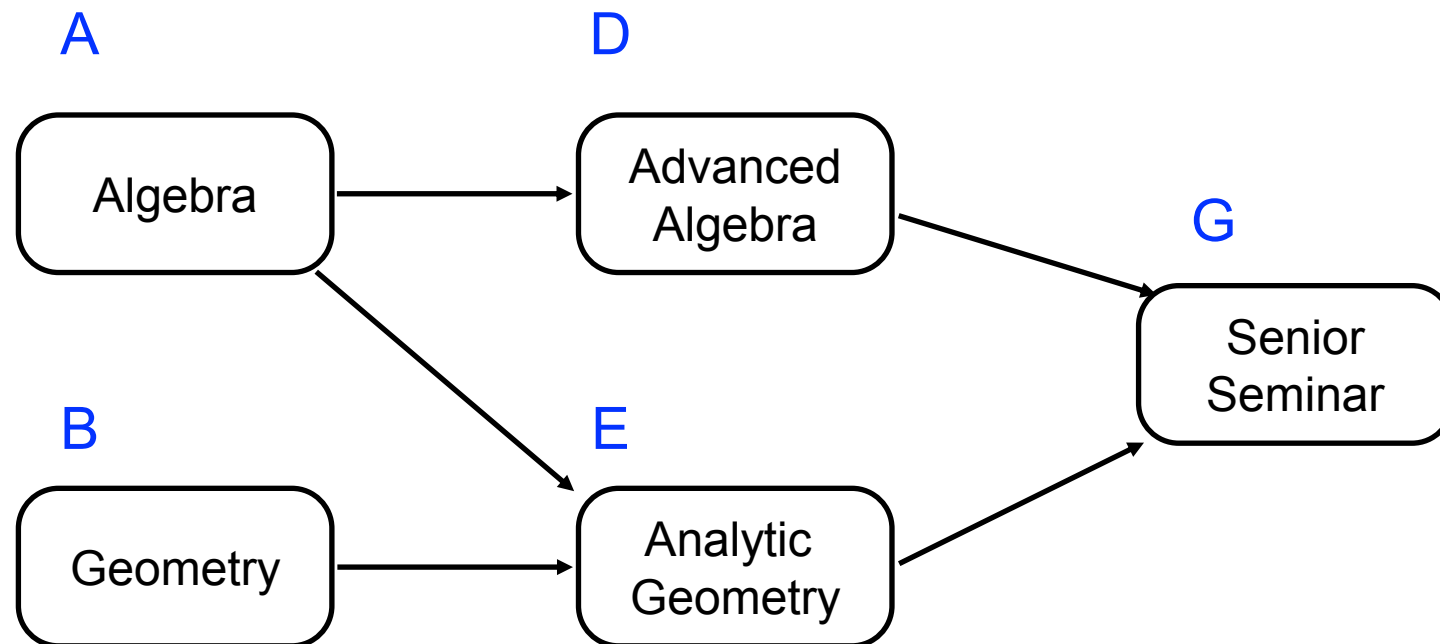 A
D
Algebra
Advanced
Algebra
G
Senior
Seminar
B
E
Geometry
Analytic
Geometry